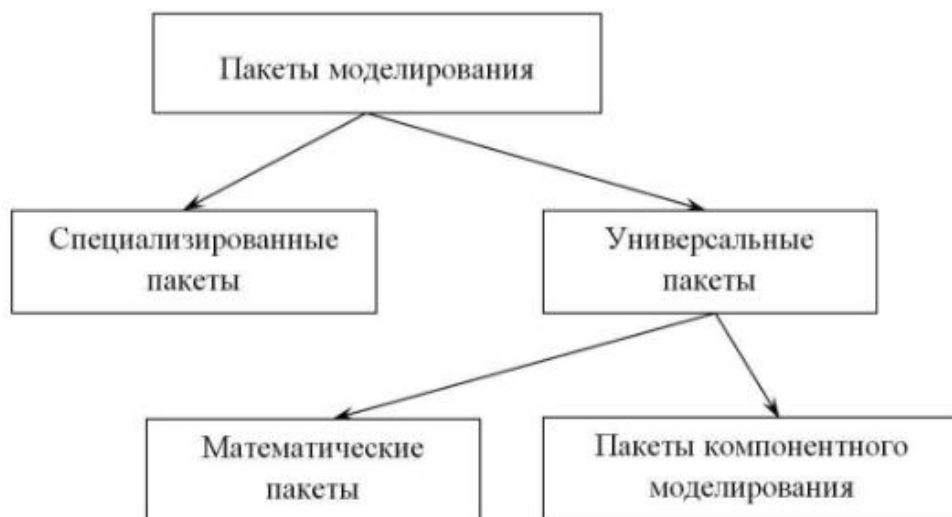 Пакеты моделирования
Специализированные
пакеты
Универсальные
пакеты
Математические
пакеты
Пакеты компонентного
моделирования